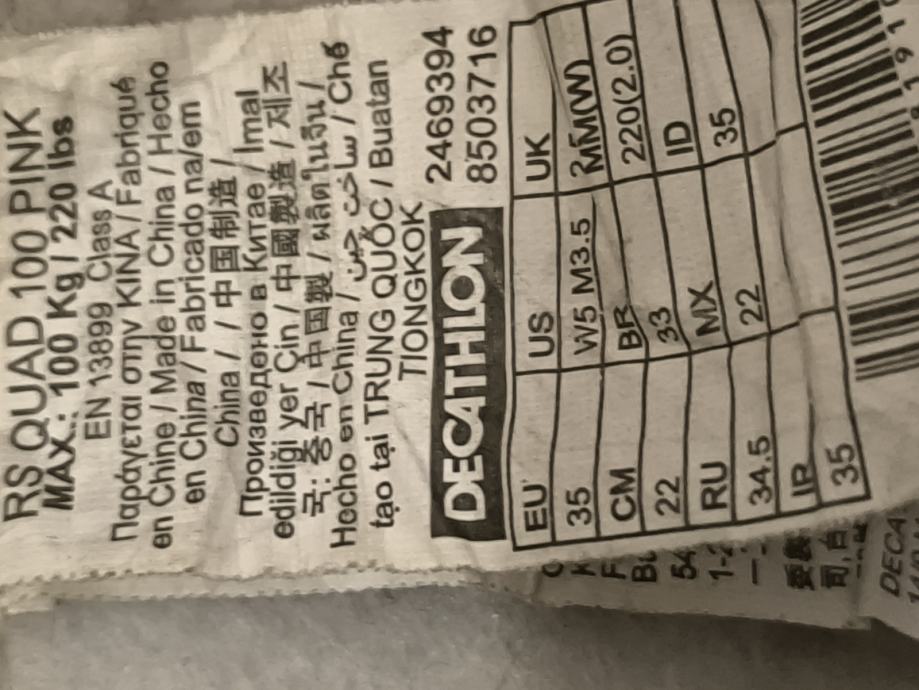 RS QUAD 100 PINK
MAX.: 100 Kg / 220 lbs
EN 13899 Class A
Παράγεται στην ΚΙΝΑ / Fabriqué
en Chine / Made in China / Hecho
en China / Fabricado na/em
China / / 中国制造 /
Произведено в Китае / Imal
edildiği yer Çin / 中國製造 / 제조
국: 중국 / 中国製 / ผลิตในจีน /
Hecho en China / صنع في الصين / Chế
tạo tại TRUNG QUỐC / Buatan
TIONGKOK
DECATHLON 2469394
8503716
EU US UK
35 W5 M3.5
CM BR 220(2.0)
22 33 ID
RU MX 35
34.5 22
IR
35
DECA